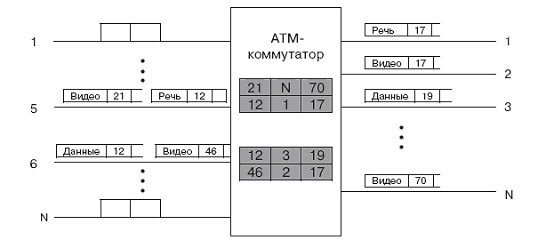 АТМ-
коммутатор
1
5 Видео 21 Речь 12
6 Данные 12 Видео 46
N
21 N 70
12 1 17
12 3 19
46 2 17
Речь 17 1
Видео 17 2
Данные 19 3
Видео 70 N